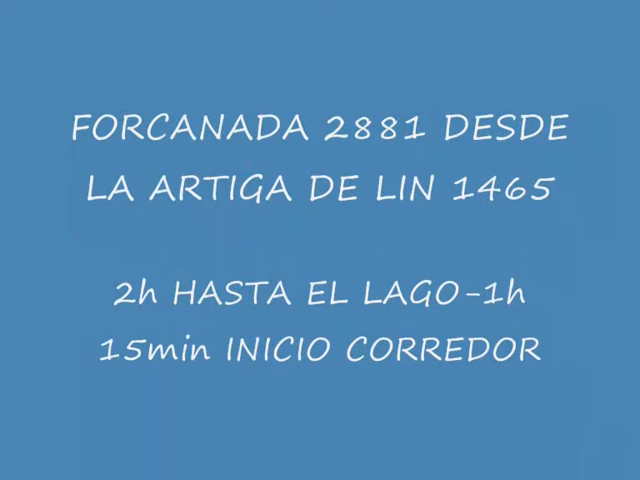 FORCANADA 2881 DESDE
LA ARTIGA DE LIN 1465
2h HASTA EL LAGO-1h
15min INICIO CORREDOR